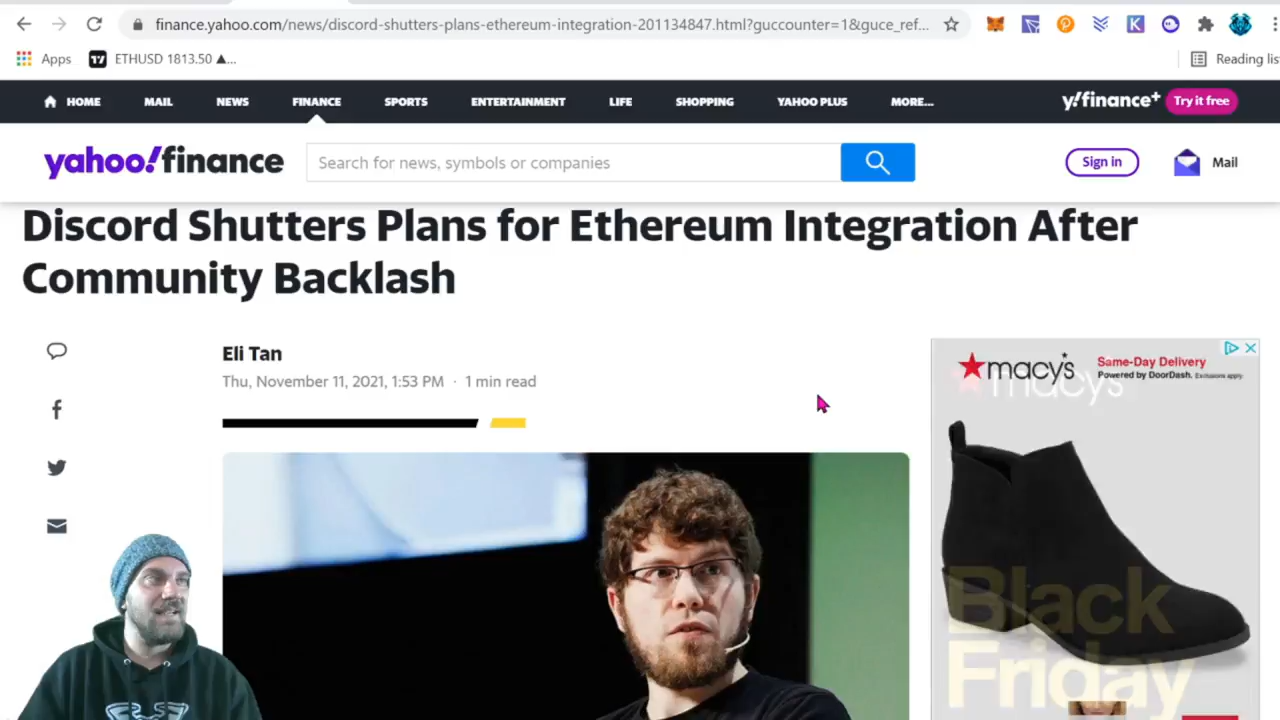 finance.yahoo.com/news/discord-shutters-plans-ethereum-integration-201134847.html?guccounter=1&guce_ref...
K
Apps
ETHUSD 1813.50 ▲...
Reading lis
HOME
MAIL
NEWS
FINANCE
SPORTS
ENTERTAINMENT
LIFE
SHOPPING
YAHOO PLUS
MORE...
y!finance+
Try it free
yahoo!finance
Search for news, symbols or companies
Sign in
Mail
Discord Shutters Plans for Ethereum Integration After
Community Backlash
Eli Tan
Thu, November 11, 2021, 1:53 PM · 1 min read
macy's
macys
Same-Day Delivery
Powered by DoorDash. Exclusions apply.
Black
Friday